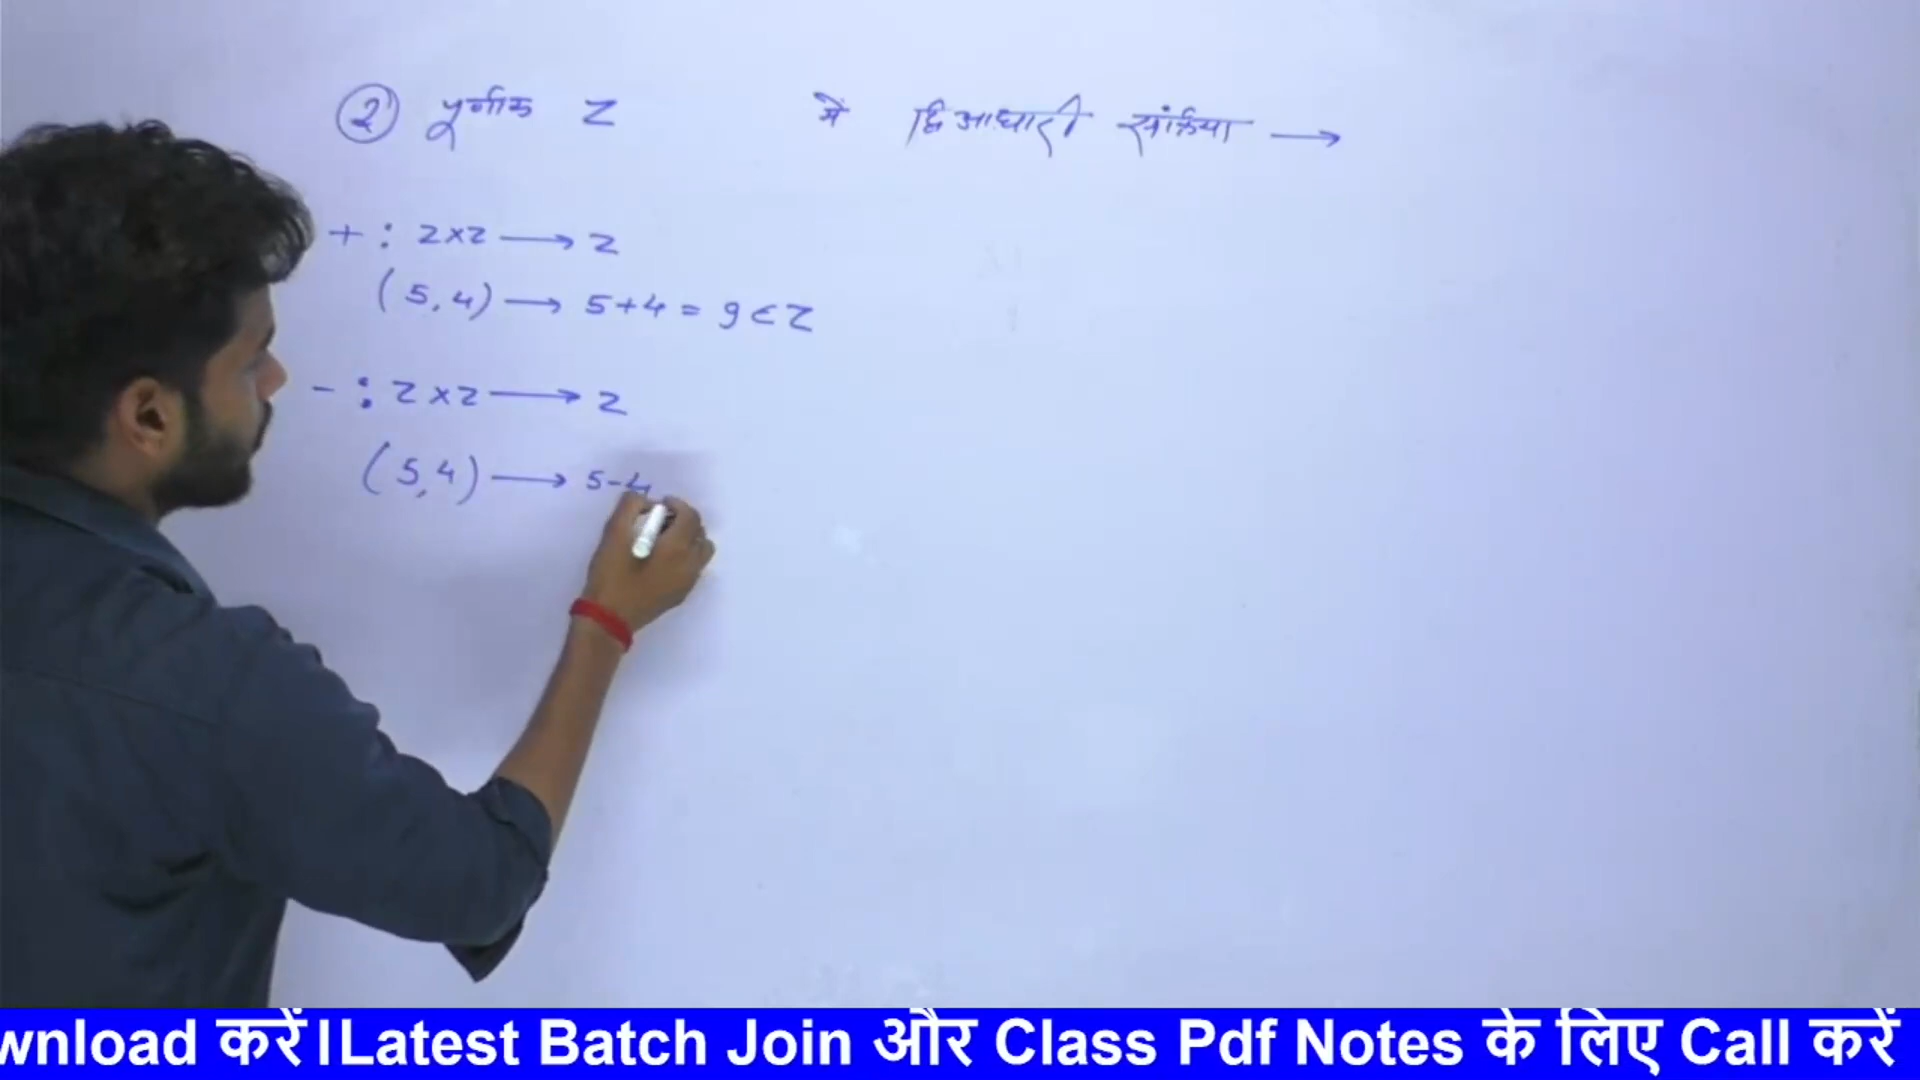 ② पूर्णांक Z में द्विआधारी संक्रिया →
+ : Z×Z → Z
(5,4) → 5+4 = 9 ∈ Z
- : Z×Z → Z
(5,4) → 5-4
wnload करें।Latest Batch Join और Class Pdf Notes के लिए Call करें